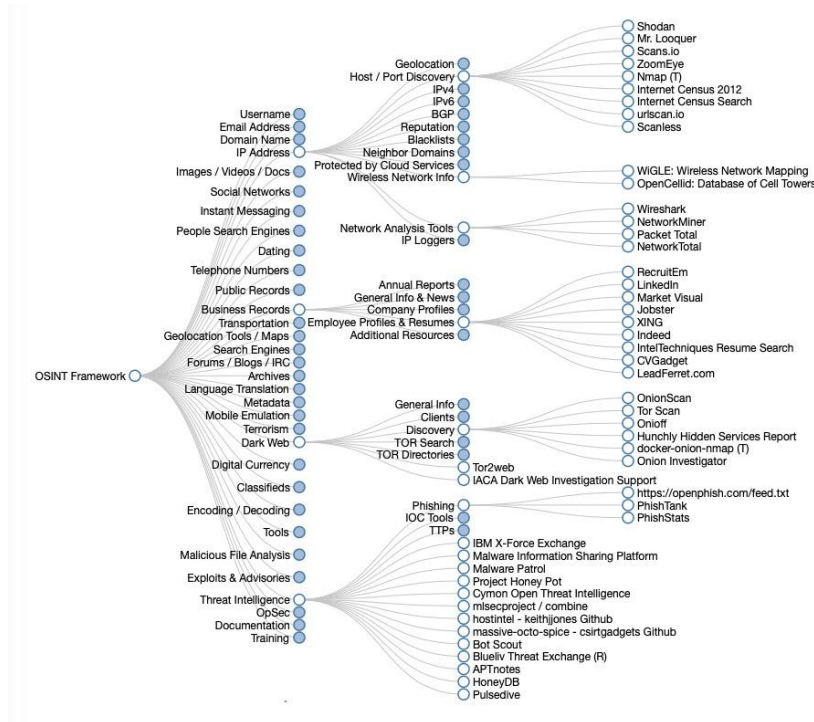 OSINT Framework
Username
Email Address
Domain Name
IP Address
Images / Videos / Docs
Social Networks
Instant Messaging
People Search Engines
Dating
Telephone Numbers
Public Records
Business Records
Transportation
Geolocation Tools / Maps
Search Engines
Forums / Blogs / IRC
Archives
Language Translation
Metadata
Mobile Emulation
Terrorism
Dark Web
Digital Currency
Classifieds
Encoding / Decoding
Tools
Malicious File Analysis
Exploits & Advisories
Threat Intelligence
OpSec
Documentation
Training
Geolocation
Host / Port Discovery
IPv4
IPv6
BGP
Reputation
Blacklists
Neighbor Domains
Protected by Cloud Services
Wireless Network Info
Network Analysis Tools
IP Loggers
Annual Reports
General Info & News
Company Profiles
Employee Profiles & Resumes
Additional Resources
General Info
Clients
Discovery
TOR Search
TOR Directories
Tor2web
IACA Dark Web Investigation Support
Phishing
IOC Tools
TTPs
IBM X-Force Exchange
Malware Information Sharing Platform
Malware Patrol
Project Honey Pot
Cymon Open Threat Intelligence
mlsecproject / combine
hostintel - keithjjones Github
massive-octo-spice - csirtgadgets Github
Bot Scout
Blueliv Threat Exchange (R)
APTnotes
HoneyDB
Pulsedive
Shodan
Mr. Looquer
Scans.io
ZoomEye
Nmap (T)
Internet Census 2012
Internet Census Search
urlscan.io
Scanless
WiGLE: Wireless Network Mapping
OpenCellid: Database of Cell Towers
Wireshark
NetworkMiner
Packet Total
NetworkTotal
RecruitEm
LinkedIn
Market Visual
Jobster
XING
Indeed
IntelTechniques Resume Search
CVGadget
LeadFerret.com
OnionScan
Tor Scan
Onioff
Hunchly Hidden Services Report
docker-onion-nmap (T)
Onion Investigator
https://openphish.com/feed.txt
PhishTank
PhishStats